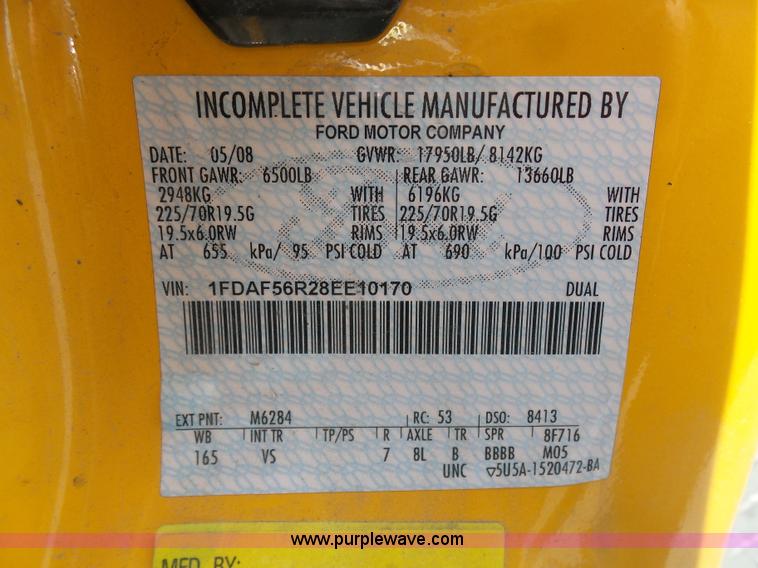 INCOMPLETE VEHICLE MANUFACTURED BY
FORD MOTOR COMPANY
DATE: 05/08 GVWR: 17950LB/ 8142KG
FRONT GAWR: 6500LB REAR GAWR: 13660LB
2948KG WITH 6196KG WITH
225/70R19.5G TIRES 225/70R19.5G TIRES
19.5x6.0RW RIMS 19.5x6.0RW RIMS
AT 655 kPa/ 95 PSI COLD AT 690 kPa/100 PSI COLD
VIN: 1FDAF56R28EE10170 DUAL
EXT PNT: M6284 RC: 53 DSO: 8413
WB INT TR TP/PS R AXLE TR SPR 8F716
165 VS 7 8L B BBBB M05
UNC ▽5U5A-1520472-BA
www.purplewave.com
MFD. BY: